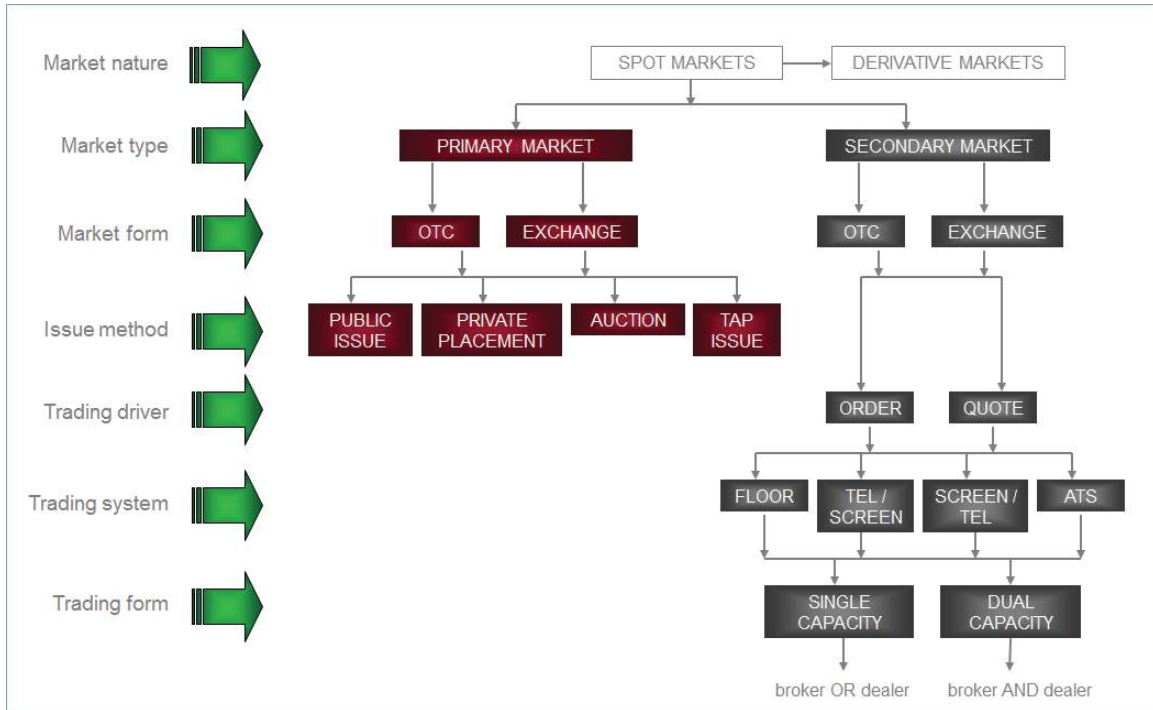 Market nature
SPOT MARKETS
DERIVATIVE MARKETS
Market type
PRIMARY MARKET
SECONDARY MARKET
Market form
OTC
EXCHANGE
OTC
EXCHANGE
Issue method
PUBLIC
ISSUE
PRIVATE
PLACEMENT
AUCTION
TAP
ISSUE
Trading driver
ORDER
QUOTE
Trading system
FLOOR
TEL /
SCREEN
SCREEN /
TEL
ATS
Trading form
SINGLE
CAPACITY
DUAL
CAPACITY
broker OR dealer
broker AND dealer